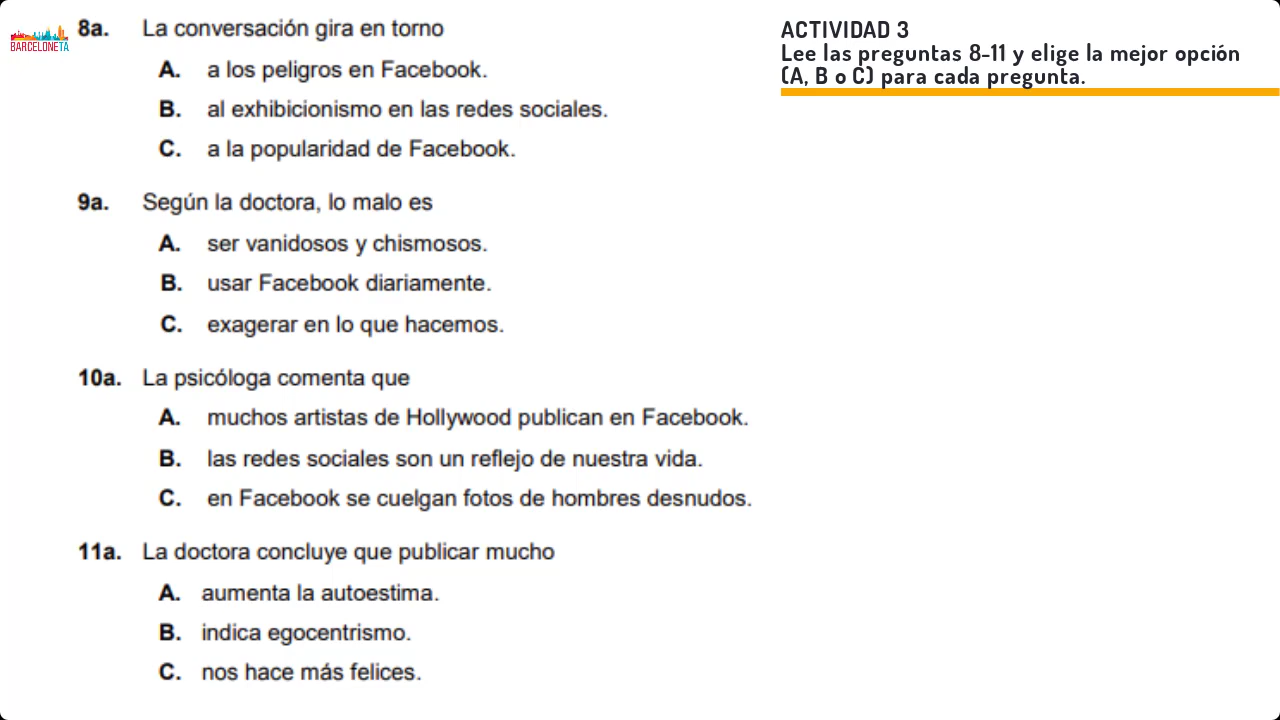 BARCELONETA
ACTIVIDAD 3
Lee las preguntas 8-11 y elige la mejor opción
(A, B o C) para cada pregunta.
8a. La conversación gira en torno
A. a los peligros en Facebook.
B. al exhibicionismo en las redes sociales.
C. a la popularidad de Facebook.
9a. Según la doctora, lo malo es
A. ser vanidosos y chismosos.
B. usar Facebook diariamente.
C. exagerar en lo que hacemos.
10a. La psicóloga comenta que
A. muchos artistas de Hollywood publican en Facebook.
B. las redes sociales son un reflejo de nuestra vida.
C. en Facebook se cuelgan fotos de hombres desnudos.
11a. La doctora concluye que publicar mucho
A. aumenta la autoestima.
B. indica egocentrismo.
C. nos hace más felices.